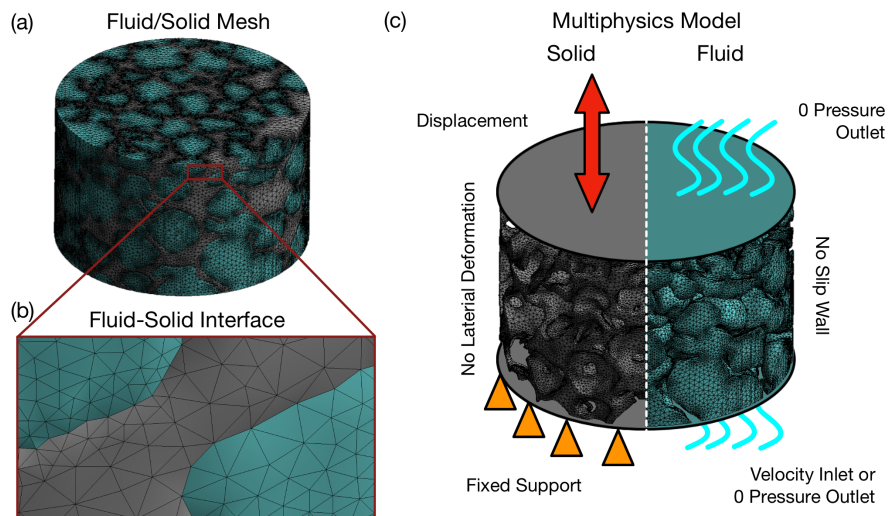 (a)
Fluid/Solid Mesh
(b)
Fluid-Solid Interface
(c)
Multiphysics Model
Solid
Fluid
Displacement
0 Pressure
Outlet
No Laterial Deformation
No Slip Wall
Fixed Support
Velocity Inlet or
0 Pressure Outlet